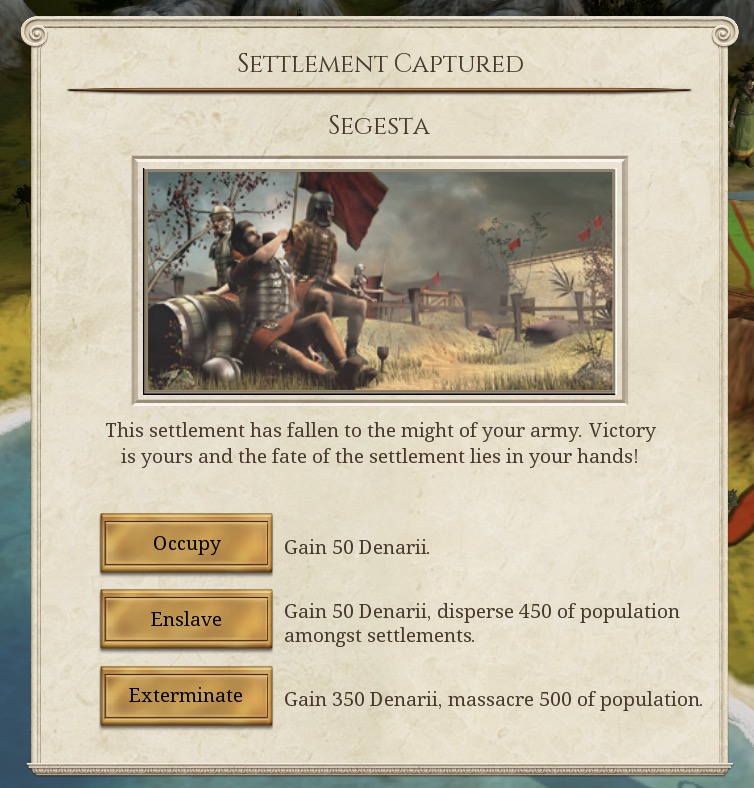 Settlement Captured
Segesta
This settlement has fallen to the might of your army. Victory
is yours and the fate of the settlement lies in your hands!
Occupy
Gain 50 Denarii.
Enslave
Gain 50 Denarii, disperse 450 of population
amongst settlements.
Exterminate
Gain 350 Denarii, massacre 500 of population.